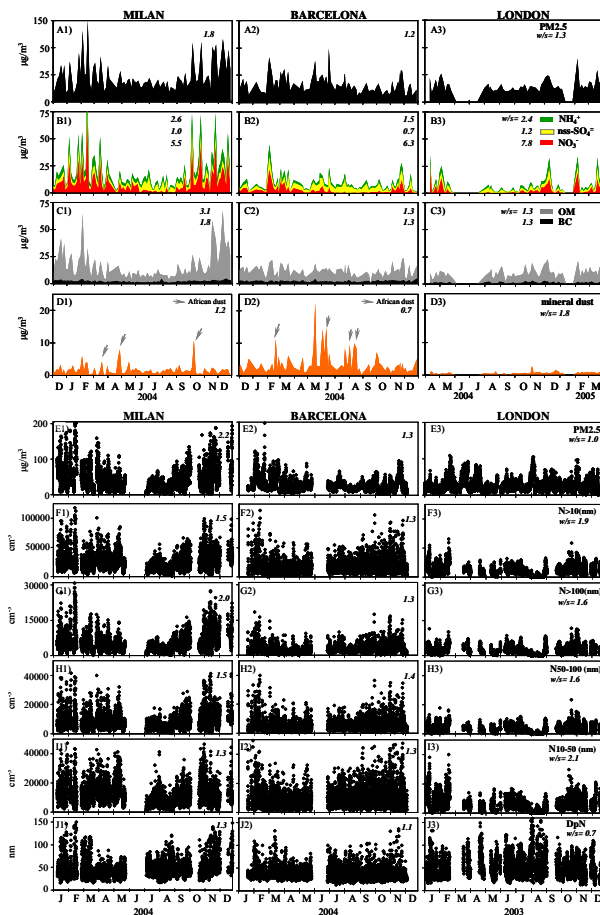 MILAN BARCELONA LONDON
A1) 1.8 A2) 1.2 A3) PM2.5
w/s= 1.3
µg/m³ 150 50 25 0
B1) 2.6 B2) 1.5 B3) w/s= 2.4 NH₄⁺
1.0 0.7 1.2 nss-SO₄⁼
5.5 6.3 7.8 NO₃⁻
µg/m³ 75 50 25 0
C1) 3.1 C2) 1.3 C3) w/s= 1.3 OM
1.8 1.3 1.3 BC
µg/m³ 75 50 25 0
D1) African dust D2) African dust D3) mineral dust
1.2 0.7 w/s= 1.8
µg/m³ 20 10 0
D J F M A M J J A S O N D D J F M A M J J A S O N D A M J J A S O N D J F M A
2004 2004 2004 2005
MILAN BARCELONA LONDON
E1) 2.2 E2) 1.3 E3) PM2.5
w/s= 1.0
µg/m³ 200 100 0
F1) 1.5 F2) 1.3 F3) N>10(nm)
w/s= 1.9
cm⁻³ 100000 50000 0
G1) 2.0 G2) 1.3 G3) N>100(nm)
w/s= 1.6
cm⁻³ 30000 15000 0
H1) 1.5 H2) 1.4 H3) N50-100 (nm)
w/s= 1.6
cm⁻³ 40000 20000 0
I1) 1.3 I2) 1.3 I3) N10-50 (nm)
w/s= 2.1
cm⁻³ 40000 20000 0
J1) 1.3 J2) 1.1 J3) DpN
w/s= 0.7
nm 150 100 50 0
J F M A M J J A S O N D J F M A M J J A S O N D J F M A M J J A S O N D
2004 2004 2003